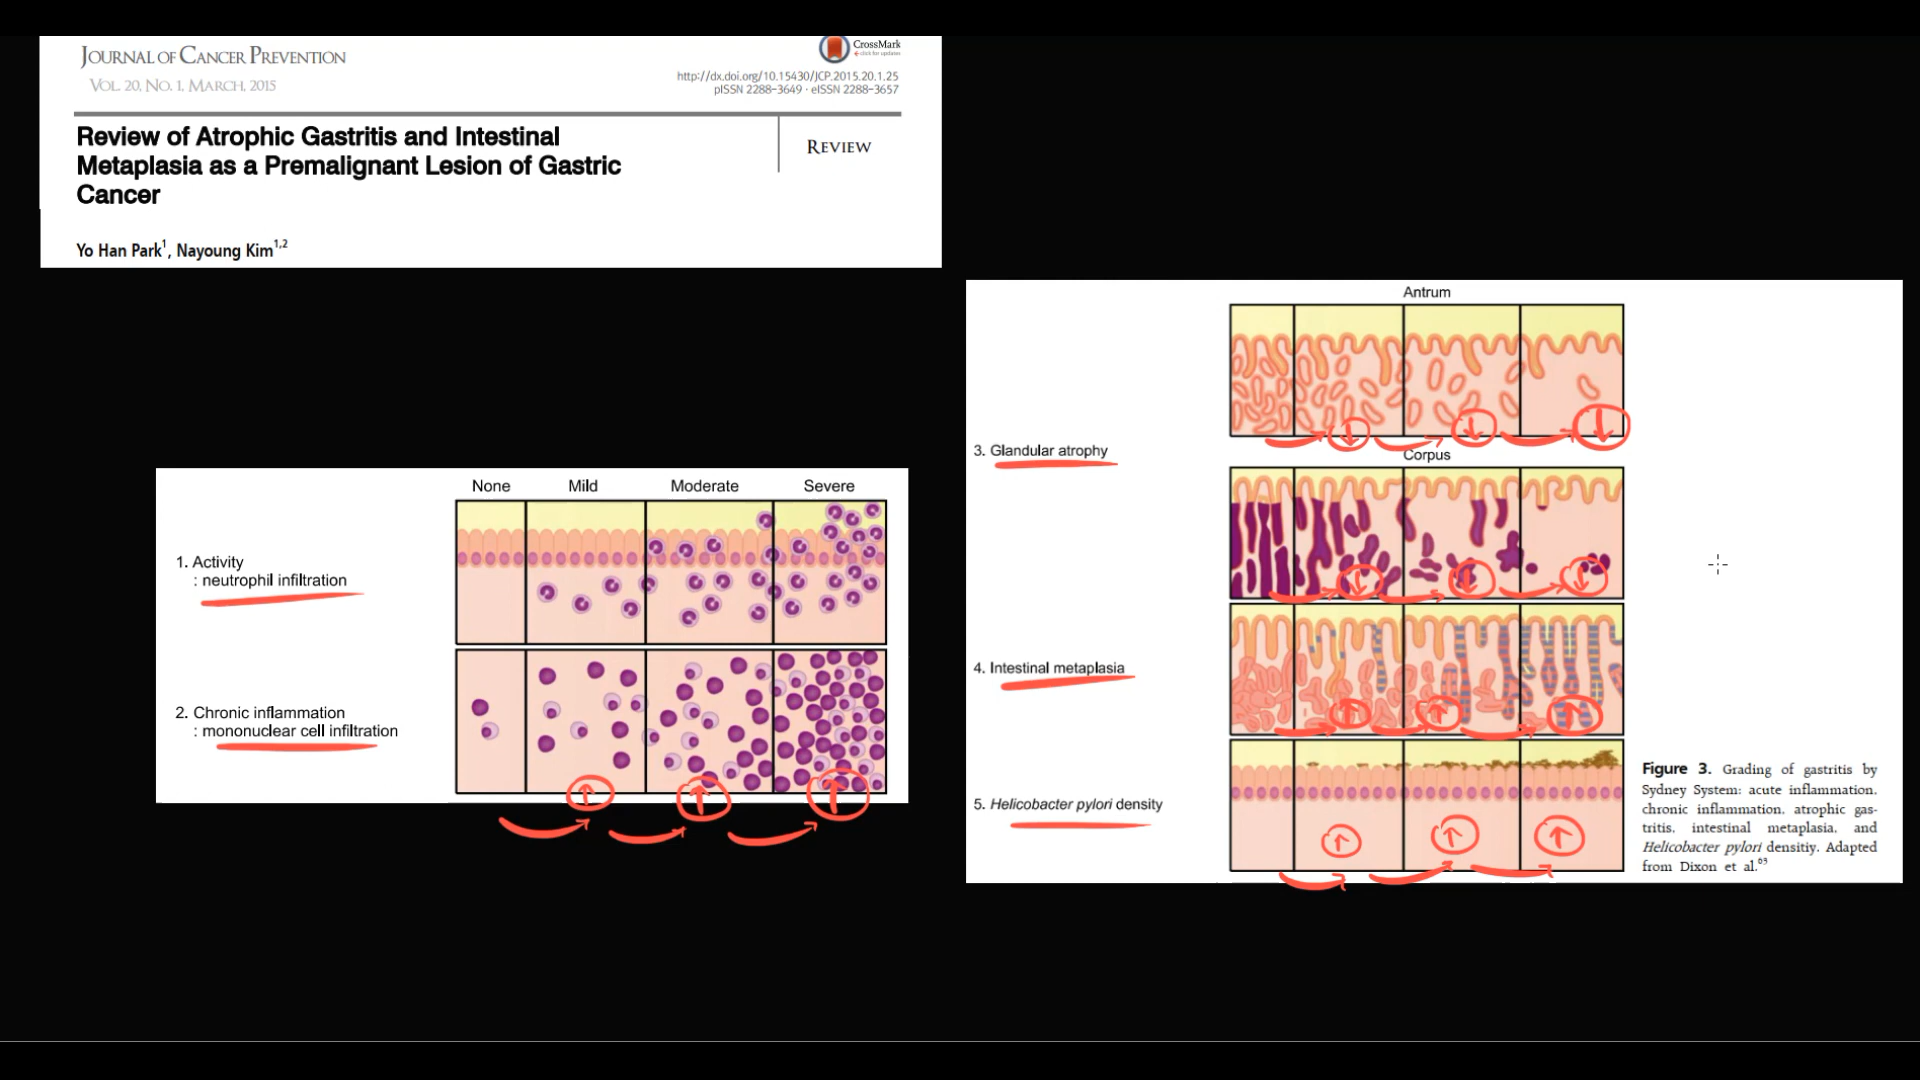 JOURNAL OF CANCER PREVENTION
VOL. 20, NO. 1, MARCH, 2015
CrossMark
click for updates
http://dx.doi.org/10.15430/JCP.2015.20.1.25
pISSN 2288-3649 · eISSN 2288-3657
Review of Atrophic Gastritis and Intestinal
Metaplasia as a Premalignant Lesion of Gastric
Cancer
REVIEW
Yo Han Park1, Nayoung Kim1,2
None Mild Moderate Severe
1. Activity
: neutrophil infiltration
2. Chronic inflammation
: mononuclear cell infiltration
Antrum
3. Glandular atrophy
Corpus
4. Intestinal metaplasia
5. Helicobacter pylori density
Figure 3. Grading of gastritis by
Sydney System: acute inflammation,
chronic inflammation, atrophic gas-
tritis, intestinal metaplasia, and
Helicobacter pylori densitiy. Adapted
from Dixon et al.63